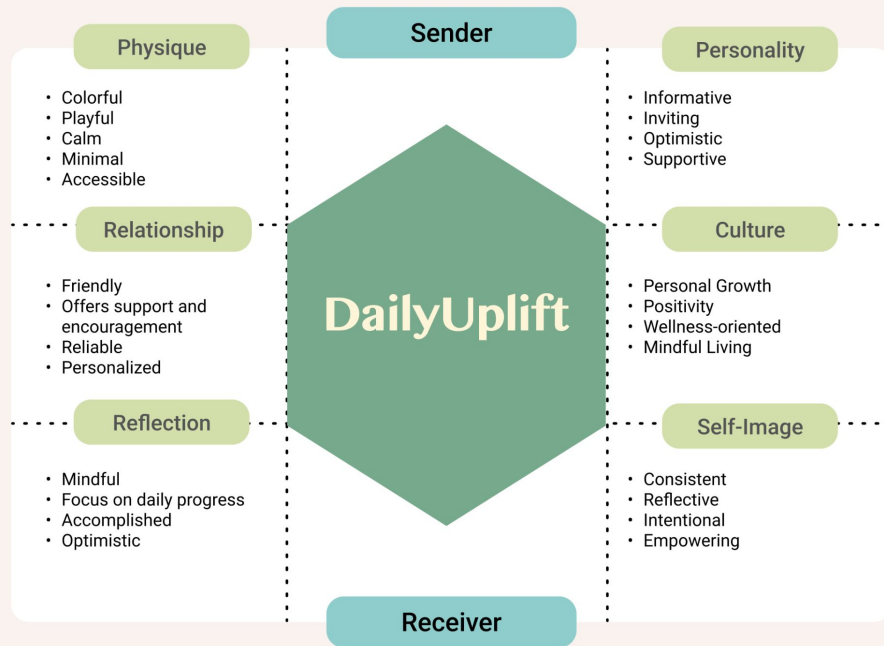 Sender
Physique
• Colorful
• Playful
• Calm
• Minimal
• Accessible
Personality
• Informative
• Inviting
• Optimistic
• Supportive
Relationship
• Friendly
• Offers support and
encouragement
• Reliable
• Personalized
DailyUplift
Culture
• Personal Growth
• Positivity
• Wellness-oriented
• Mindful Living
Reflection
• Mindful
• Focus on daily progress
• Accomplished
• Optimistic
Self-Image
• Consistent
• Reflective
• Intentional
• Empowering
Receiver